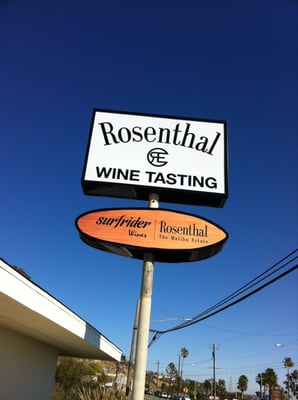 Rosenthal
RE
WINE TASTING
surfrider
Wines
Rosenthal
The Malibu Estate